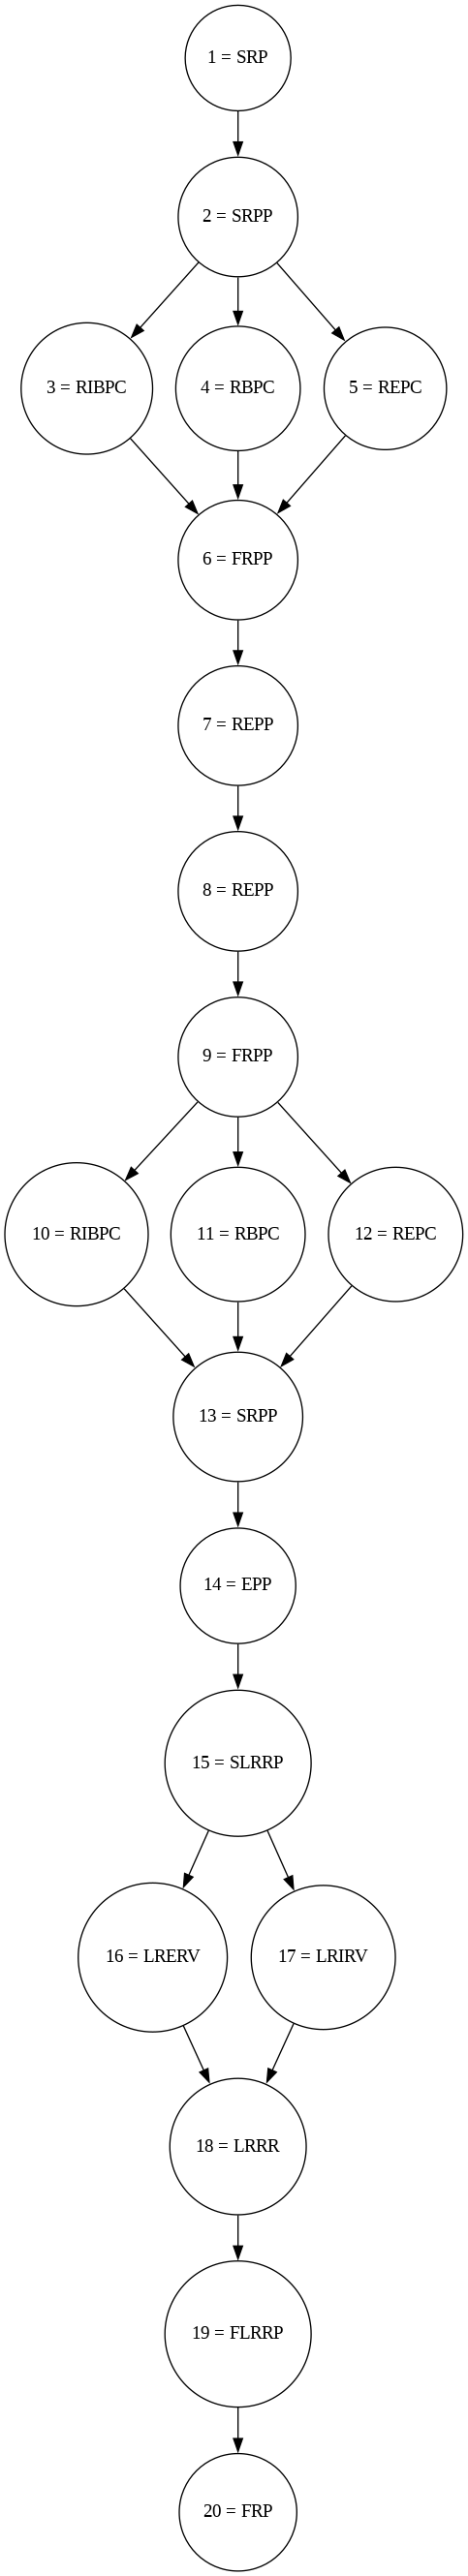 1 = SRP
2 = SRPP
3 = RIBPC
4 = RBPC
5 = REPC
6 = FRPP
7 = REPP
8 = REPP
9 = FRPP
10 = RIBPC
11 = RBPC
12 = REPC
13 = SRPP
14 = EPP
15 = SLRRP
16 = LRERV
17 = LRIRV
18 = LRRR
19 = FLRRP
20 = FRP